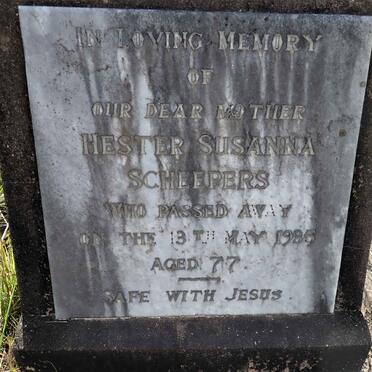 IN LOVING MEMORY
OF
OUR DEAR MOTHER
HESTER SUSANNA
SCHEEPERS
WHO PASSED AWAY
ON THE 13TH MAY
AGED 77
SAFE WITH JESUS.